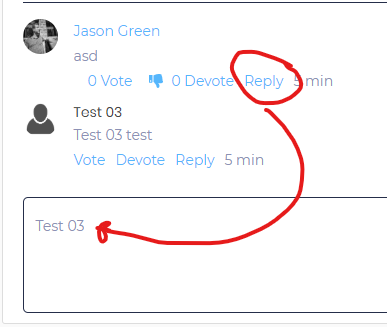 Jason Green
asd
0 Vote 0 Devote Reply 5 min
Test 03
Test 03 test
Vote Devote Reply 5 min
Test 03